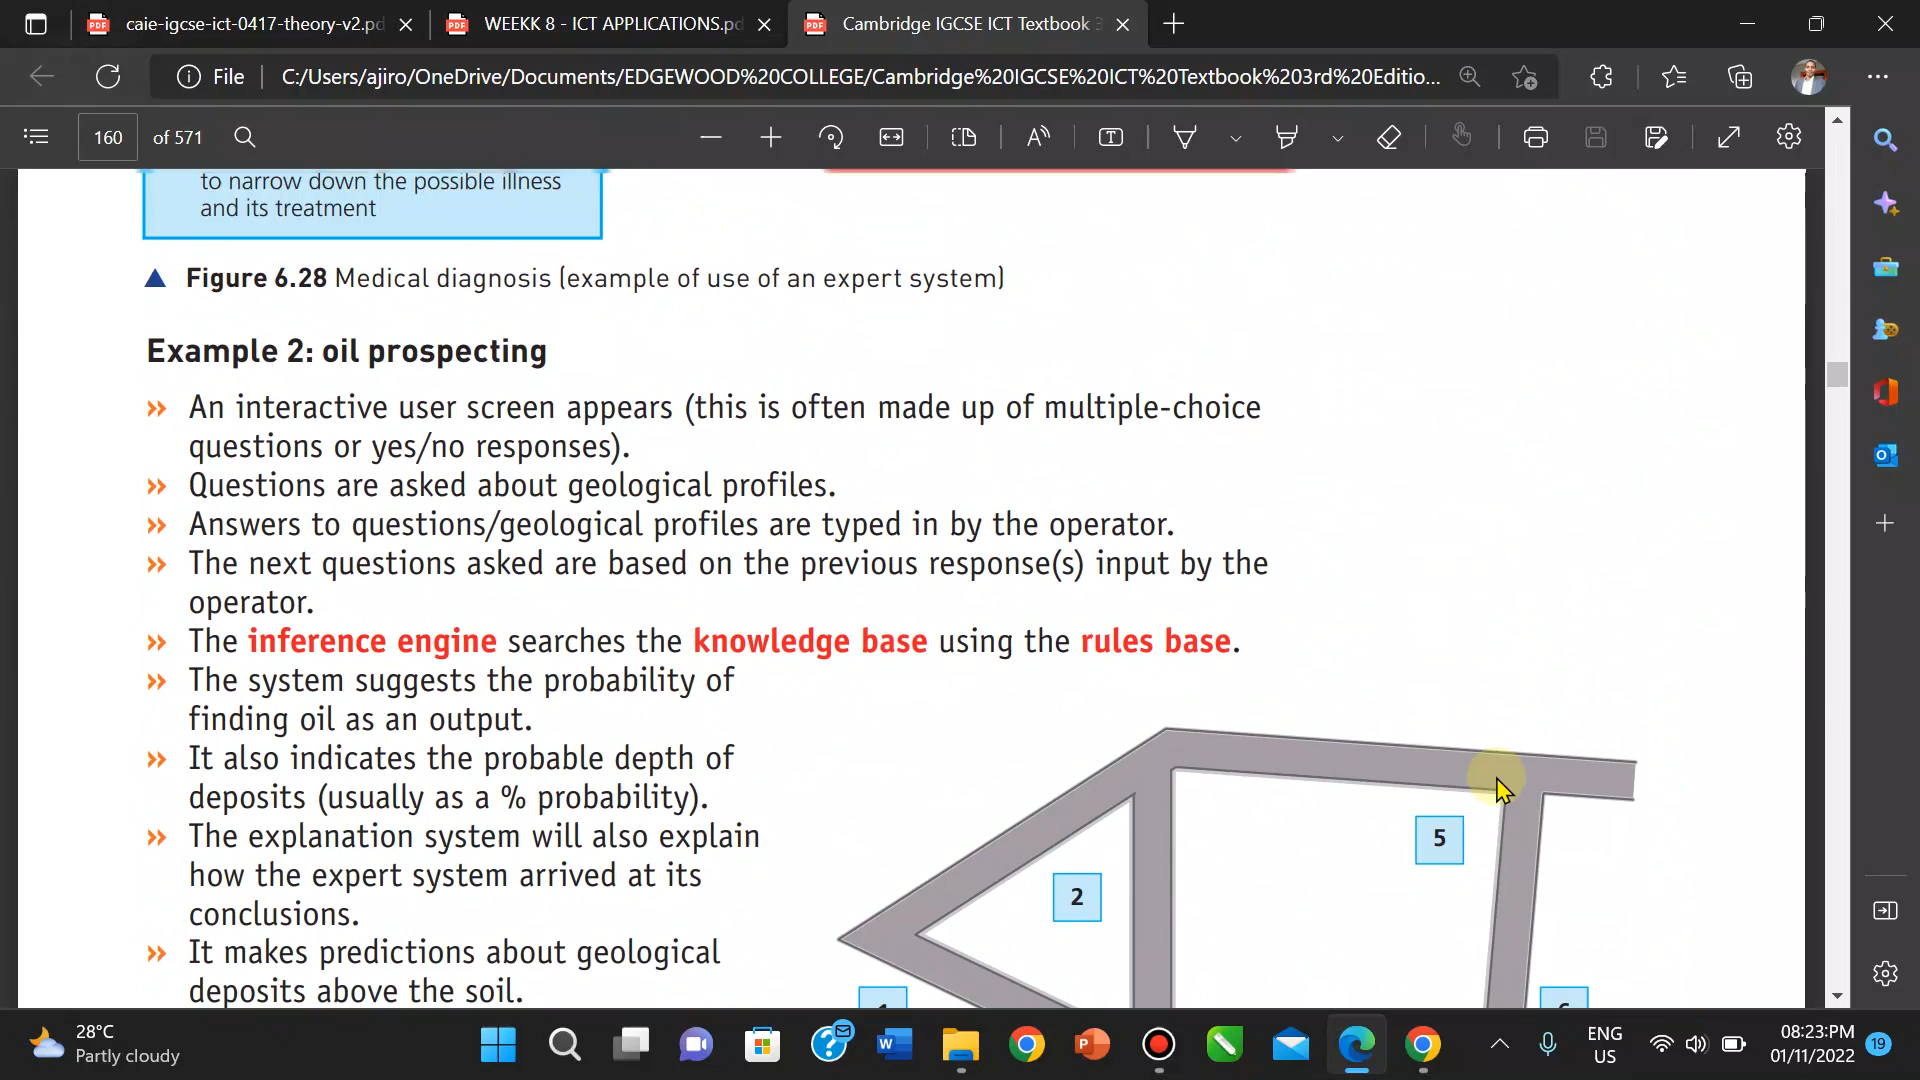 caie-igcse-ict-0417-theory-v2.pd
WEEKK 8 - ICT APPLICATIONS.pd
Cambridge IGCSE ICT Textbook 3
File
C:/Users/ajiro/OneDrive/Documents/EDGEWOOD%20COLLEGE/Cambridge%20IGCSE%20ICT%20Textbook%203rd%20Editio...
160 of 571
to narrow down the possible illness
and its treatment
▲ Figure 6.28 Medical diagnosis (example of use of an expert system)
Example 2: oil prospecting
» An interactive user screen appears (this is often made up of multiple-choice
questions or yes/no responses).
» Questions are asked about geological profiles.
» Answers to questions/geological profiles are typed in by the operator.
» The next questions asked are based on the previous response(s) input by the
operator.
» The inference engine searches the knowledge base using the rules base.
» The system suggests the probability of
finding oil as an output.
» It also indicates the probable depth of
deposits (usually as a % probability).
» The explanation system will also explain
how the expert system arrived at its
conclusions.
» It makes predictions about geological
deposits above the soil.
5
2
28°C
Partly cloudy
ENG
US
08:23:PM
01/11/2022
19